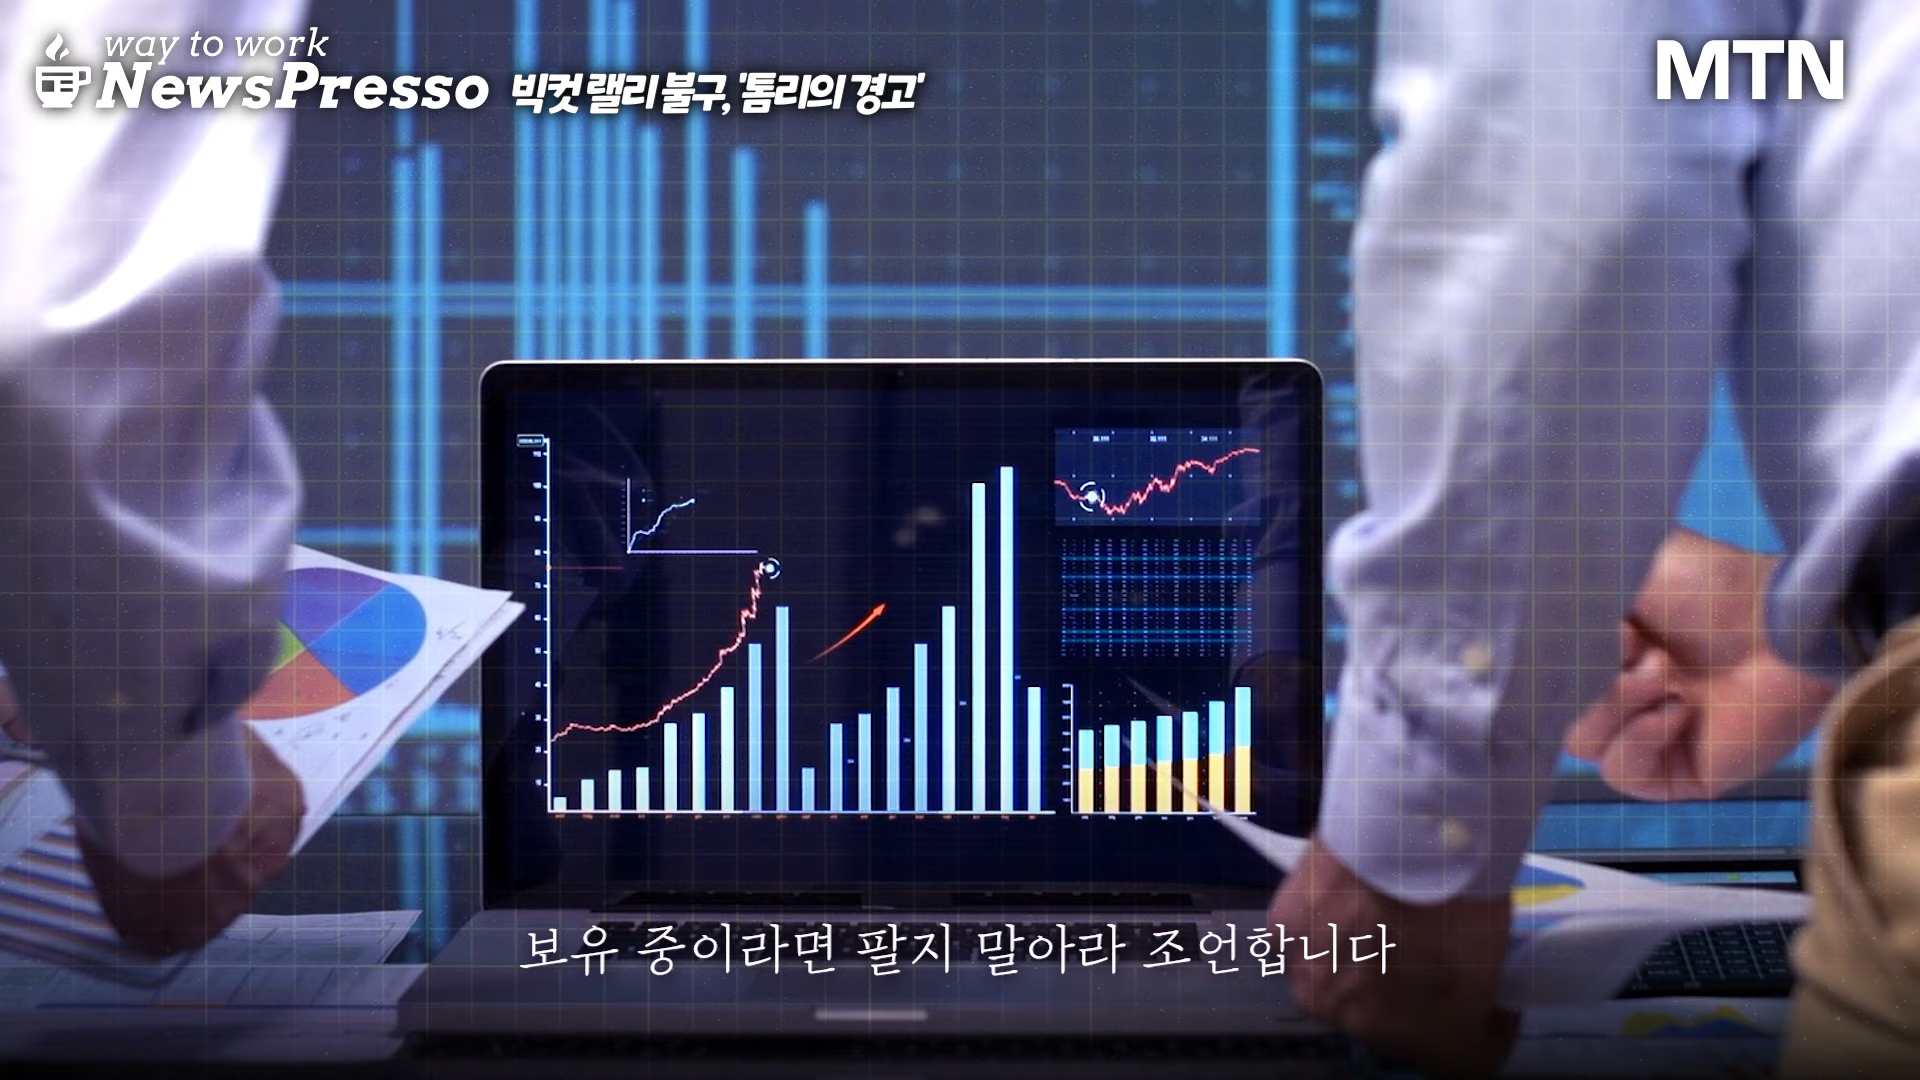 way to work
NewsPresso 빅컷 랠리 불구, '톰리의 경고'
MTN
보유 중이라면 팔지 말아라 조언합니다